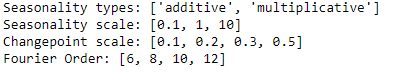 Seasonality types: ['additive', 'multiplicative']
Seasonality scale: [0.1, 1, 10]
Changepoint scale: [0.1, 0.2, 0.3, 0.5]
Fourier Order: [6, 8, 10, 12]